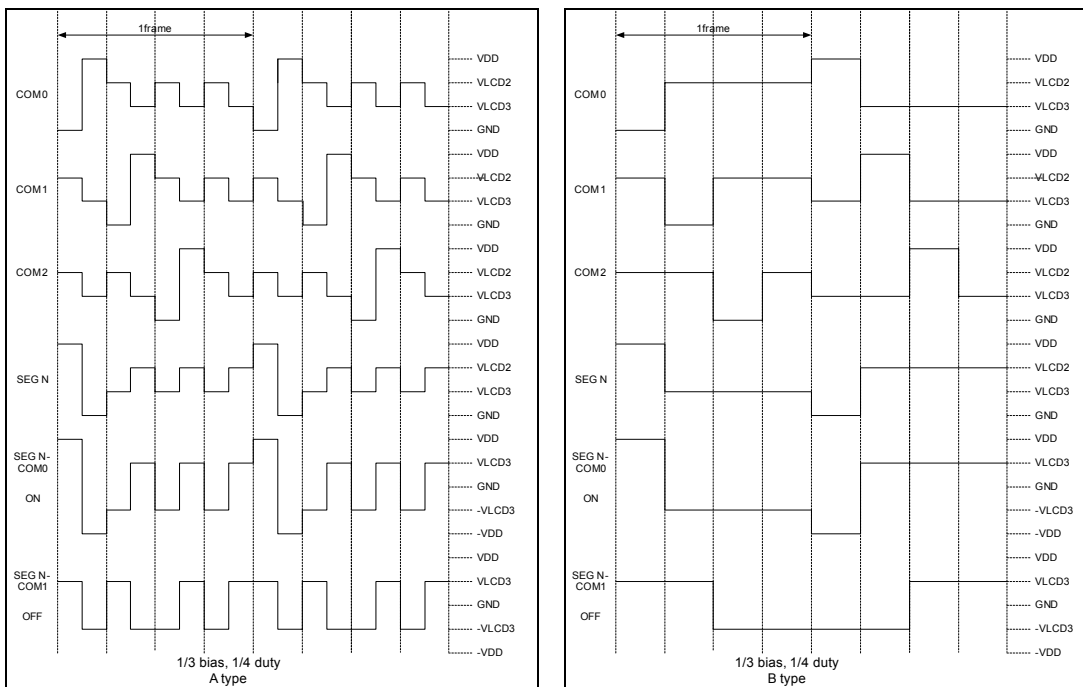 1frame
COM0
VDD
VLCD2
VLCD3
GND
COM1
VDD
VLCD2
VLCD3
GND
COM2
VDD
VLCD2
VLCD3
GND
SEG N
VDD
VLCD2
VLCD3
GND
SEG N-
COM0
ON
VDD
VLCD3
GND
-VLCD3
-VDD
SEG N-
COM1
OFF
VDD
VLCD3
GND
-VLCD3
-VDD
1/3 bias, 1/4 duty
A type
1frame
COM0
VDD
VLCD2
VLCD3
GND
COM1
VDD
VLCD2
VLCD3
GND
COM2
VDD
VLCD2
VLCD3
GND
SEG N
VDD
VLCD2
VLCD3
GND
SEG N-
COM0
ON
VDD
VLCD3
GND
-VLCD3
-VDD
SEG N-
COM1
OFF
VDD
VLCD3
GND
-VLCD3
-VDD
1/3 bias, 1/4 duty
B type